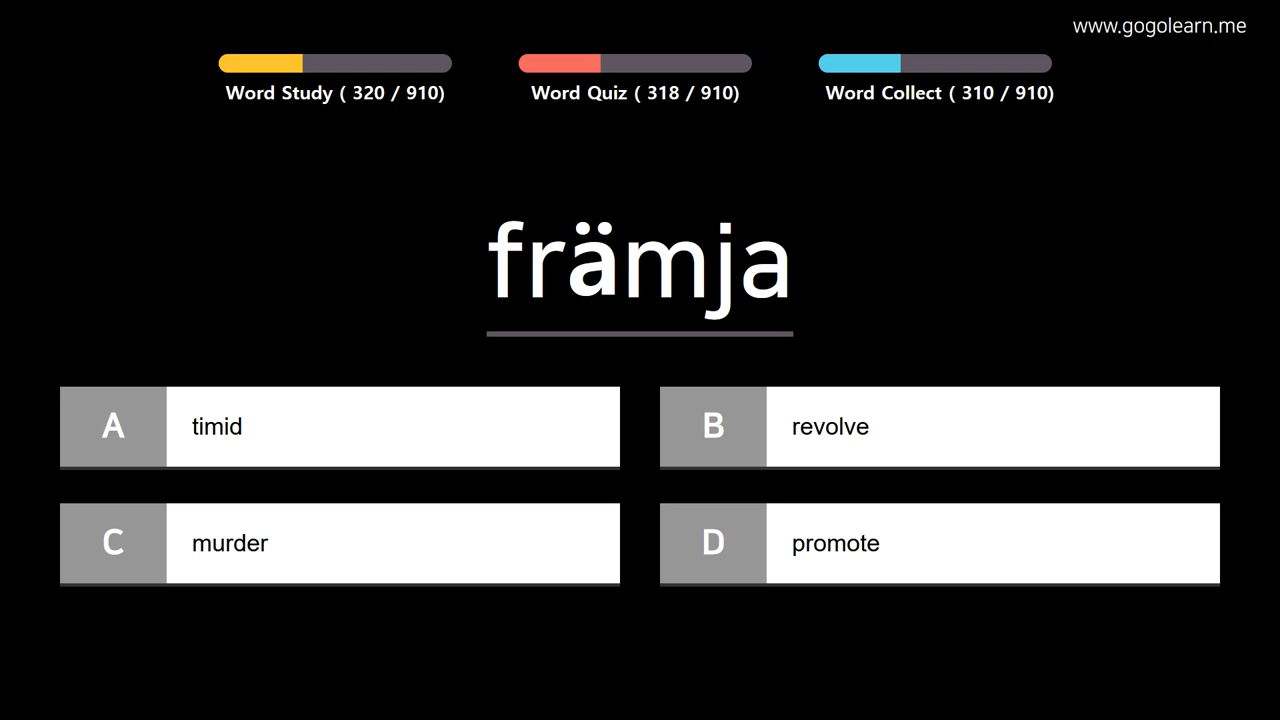 www.gogolearn.me
Word Study ( 320 / 910)
Word Quiz ( 318 / 910)
Word Collect ( 310 / 910)
främja
A timid
B revolve
C murder
D promote